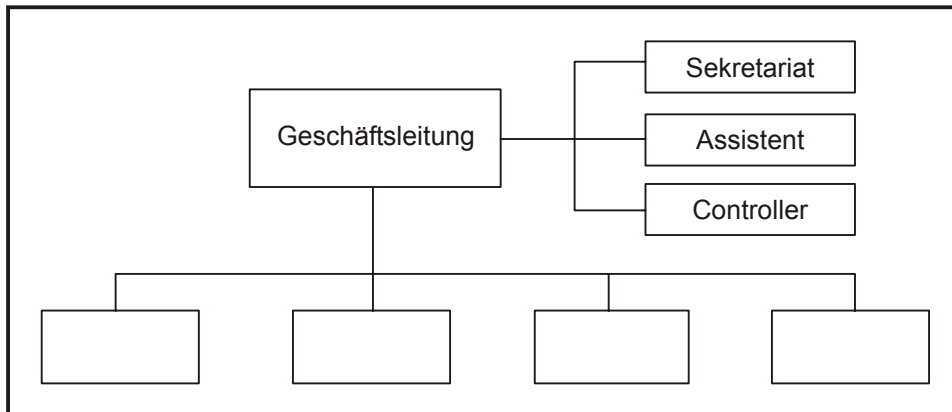 Sekretariat
Geschäftsleitung
Assistent
Controller